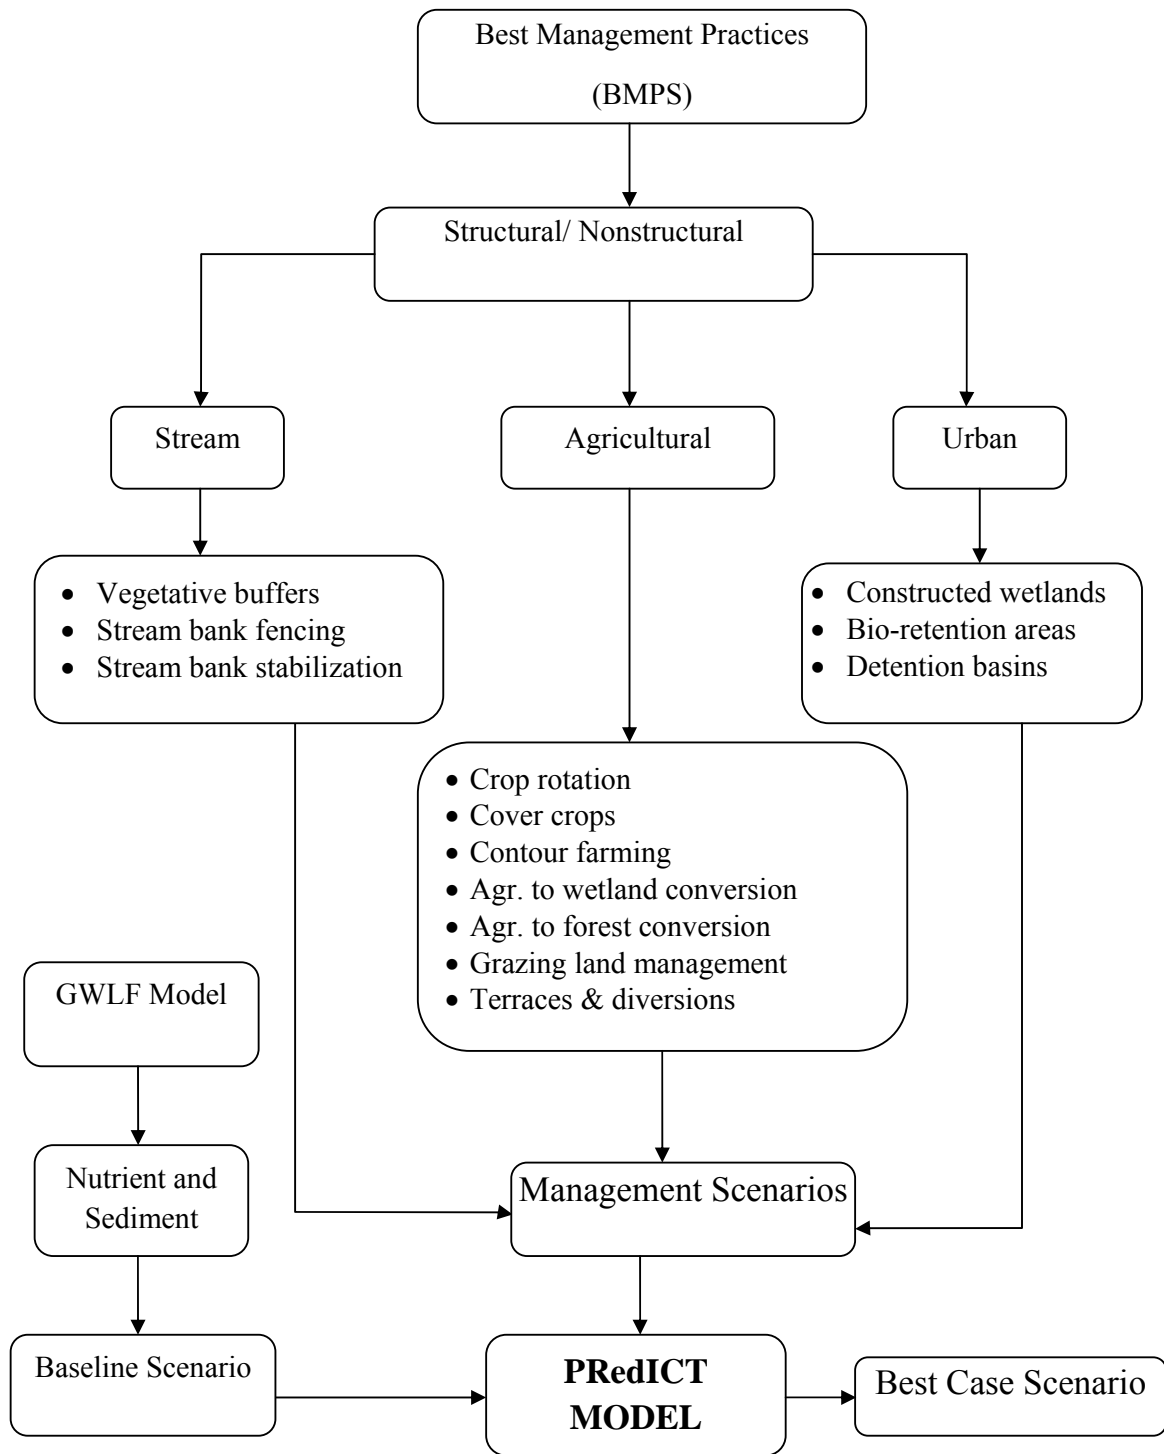 Best Management Practices
(BMPS)
Structural/ Nonstructural
Stream
Agricultural
Urban
• Vegetative buffers
• Stream bank fencing
• Stream bank stabilization
• Constructed wetlands
• Bio-retention areas
• Detention basins
• Crop rotation
• Cover crops
• Contour farming
• Agr. to wetland conversion
• Agr. to forest conversion
• Grazing land management
• Terraces & diversions
GWLF Model
Nutrient and
Sediment
Management Scenarios
Baseline Scenario
PRedICT
MODEL
Best Case Scenario